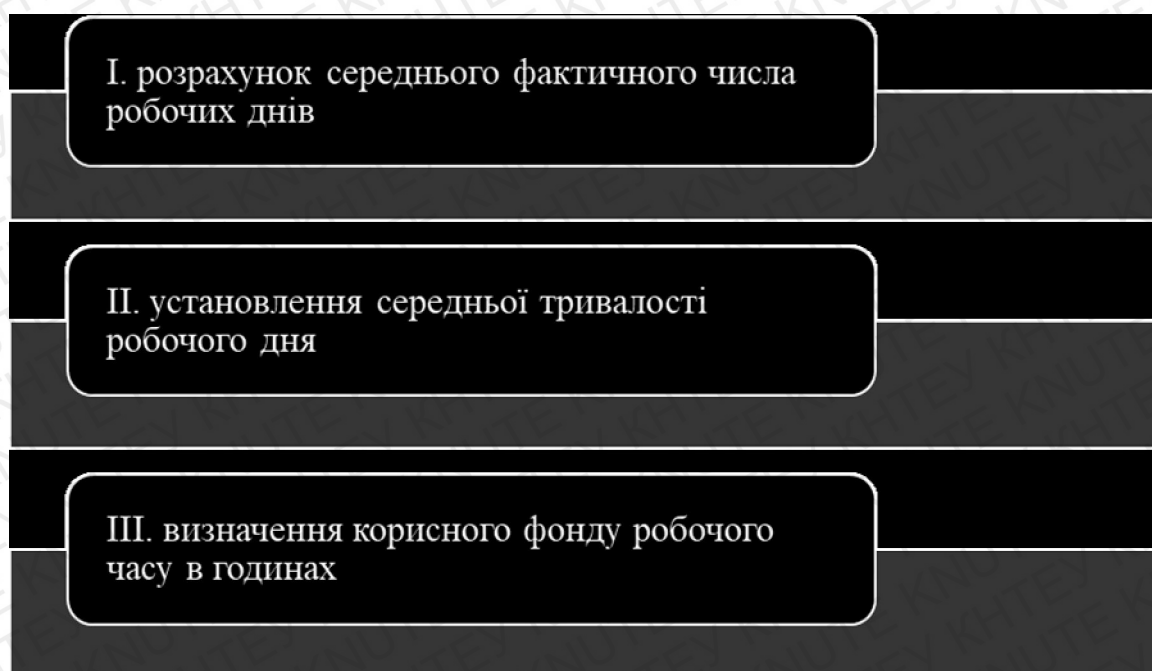 І. розрахунок середнього фактичного числа
робочих днів
ІІ. установлення середньої тривалості
робочого дня
ІІІ. визначення корисного фонду робочого
часу в годинах